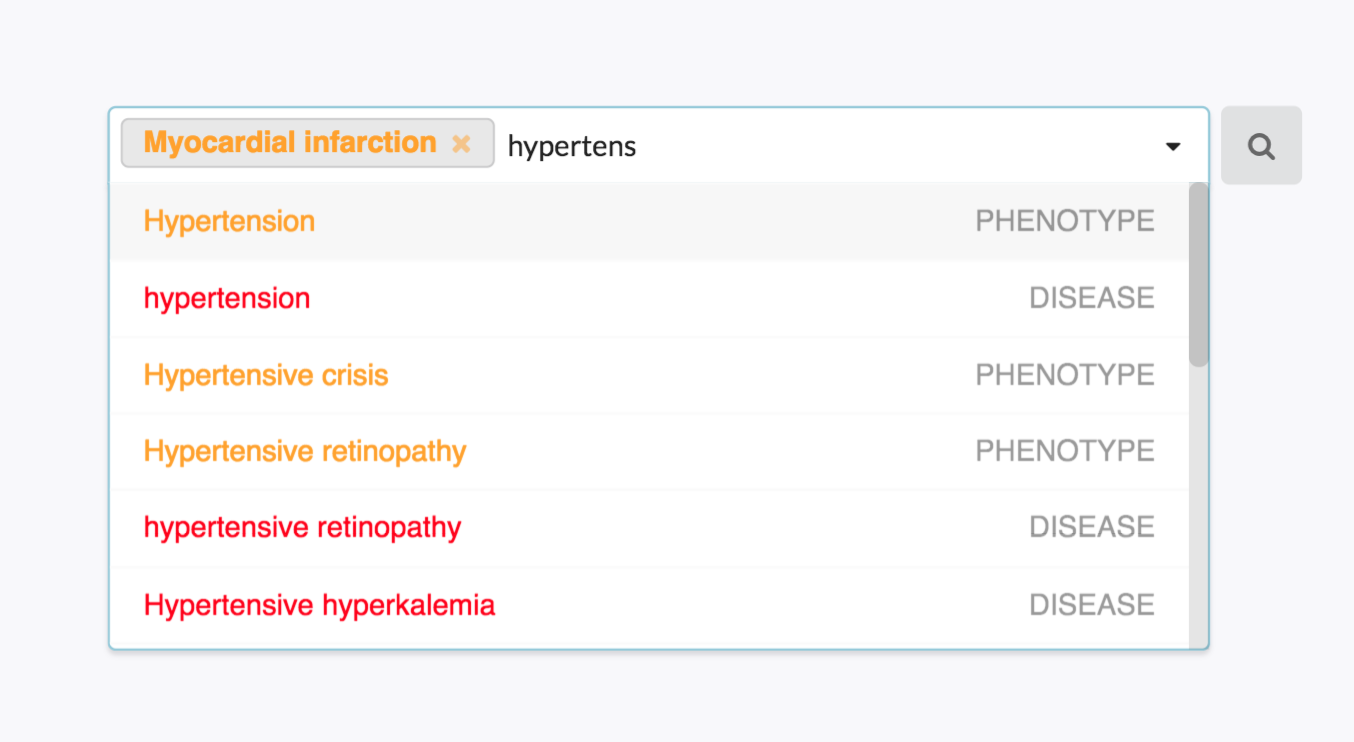 Myocardial infarction × hypertens
Hypertension PHENOTYPE
hypertension DISEASE
Hypertensive crisis PHENOTYPE
Hypertensive retinopathy PHENOTYPE
hypertensive retinopathy DISEASE
Hypertensive hyperkalemia DISEASE